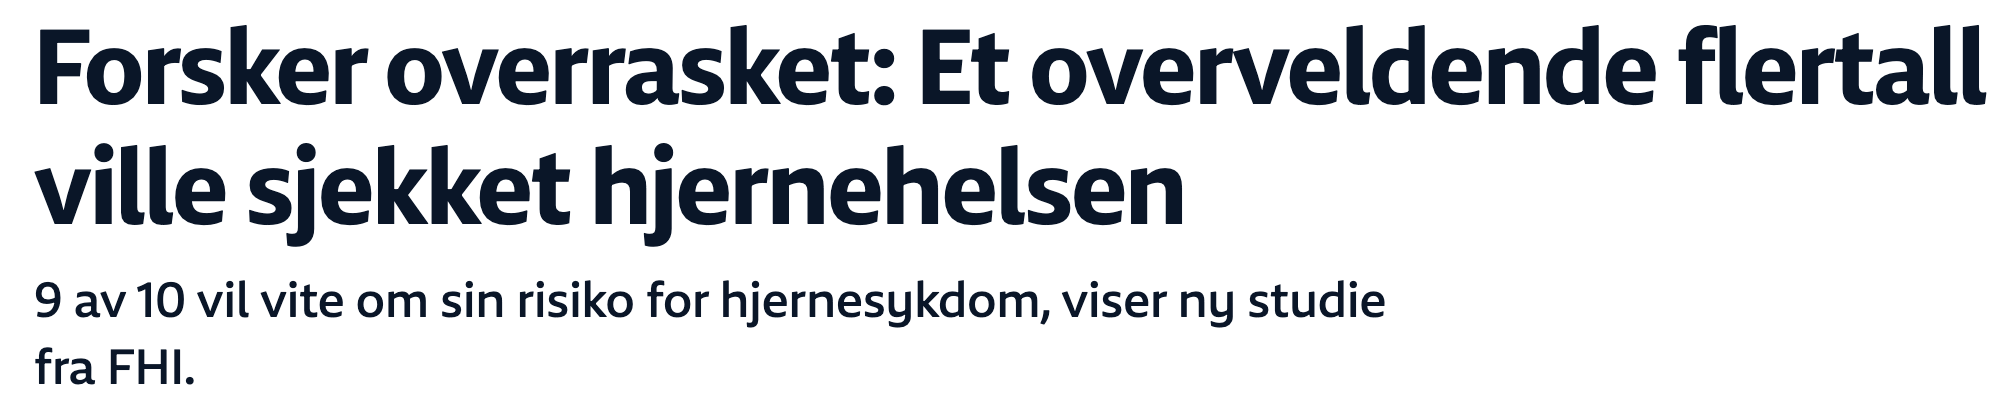 Forsker overrasket: Et overveldende flertall
ville sjekket hjernehelsen
9 av 10 vil vite om sin risiko for hjernesykdom, viser ny studie
fra FHI.